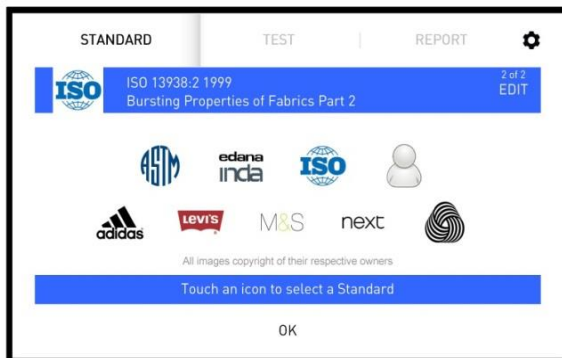 STANDARD TEST REPORT
ISO ISO 13938:2 1999 2 of 2
Bursting Properties of Fabrics Part 2 EDIT
ASTM edana inda ISO
adidas Levi's M&S next
All images copyright of their respective owners
Touch an icon to select a Standard
OK